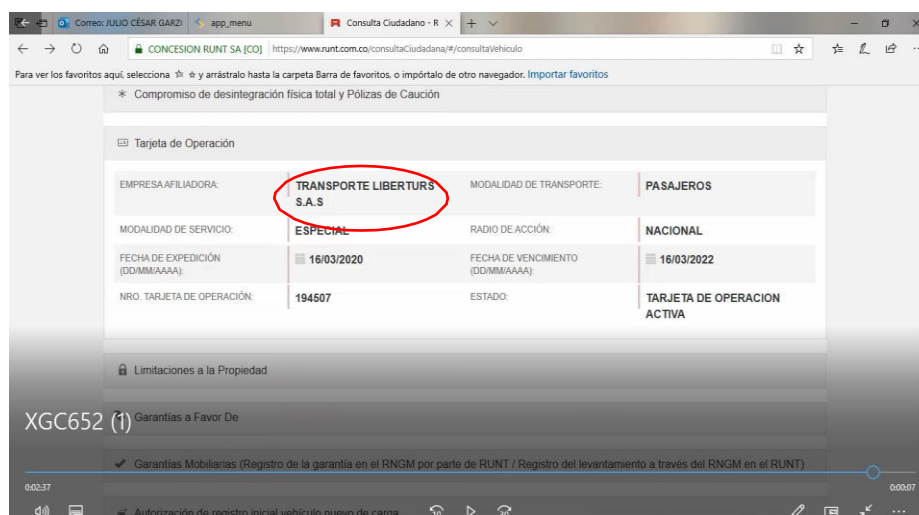 Correo: JULIO CÉSAR GARZ
app_menu
Consulta Ciudadano - R
CONCESION RUNT SA [CO]
https://www.runt.com.co/consultaCiudadana/#/consultaVehiculo
Para ver los favoritos aquí, selecciona y arrástralo hasta la carpeta Barra de favoritos, o impórtalo de otro navegador. Importar favoritos
Compromiso de desintegración física total y Pólizas de Caución
Tarjeta de Operación
EMPRESA AFILIADORA:
TRANSPORTE LIBERTURS
S.A.S
MODALIDAD DE TRANSPORTE:
PASAJEROS
MODALIDAD DE SERVICIO:
ESPECIAL
RADIO DE ACCIÓN:
NACIONAL
FECHA DE EXPEDICIÓN
(DD/MM/AAAA):
16/03/2020
FECHA DE VENCIMIENTO
(DD/MM/AAAA):
16/03/2022
NRO. TARJETA DE OPERACIÓN:
194507
ESTADO:
TARJETA DE OPERACION
ACTIVA
Limitaciones a la Propiedad
XGC652 (1)
Garantías a Favor De
Garantías Mobiliarias (Registro de la garantía en el RNGM por parte de RUNT / Registro del levantamiento a través del RNGM en el RUNT)
0:02:37
0:00:07
Autorización de registro inicial vehículo nuevo de carga
10
30